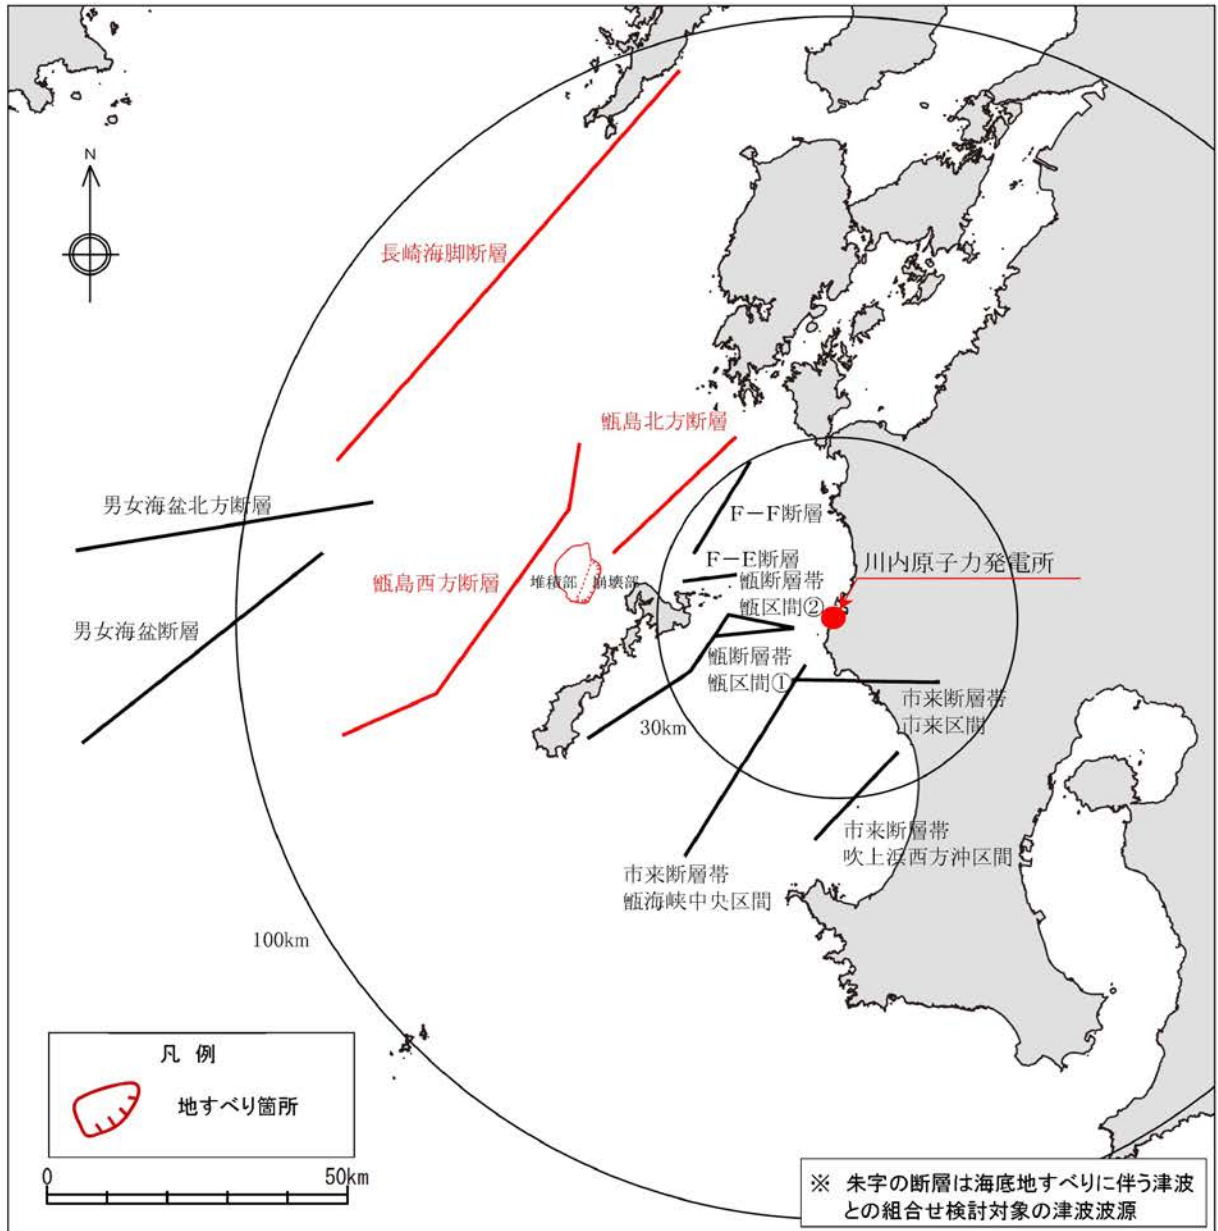 N
長崎海脚断層
甑島北方断層
男女海盆北方断層
F－F断層
F－E断層
川内原子力発電所
甑島西方断層
堆積部
崩壊部
甑断層帯
甑区間②
男女海盆断層
甑断層帯
甑区間①
市来断層帯
市来区間
30km
市来断層帯
吹上浜西方沖区間
市来断層帯
甑海峡中央区間
100km
凡 例
地すべり箇所
0
50km
※ 朱字の断層は海底地すべりに伴う津波
との組合せ検討対象の津波波源